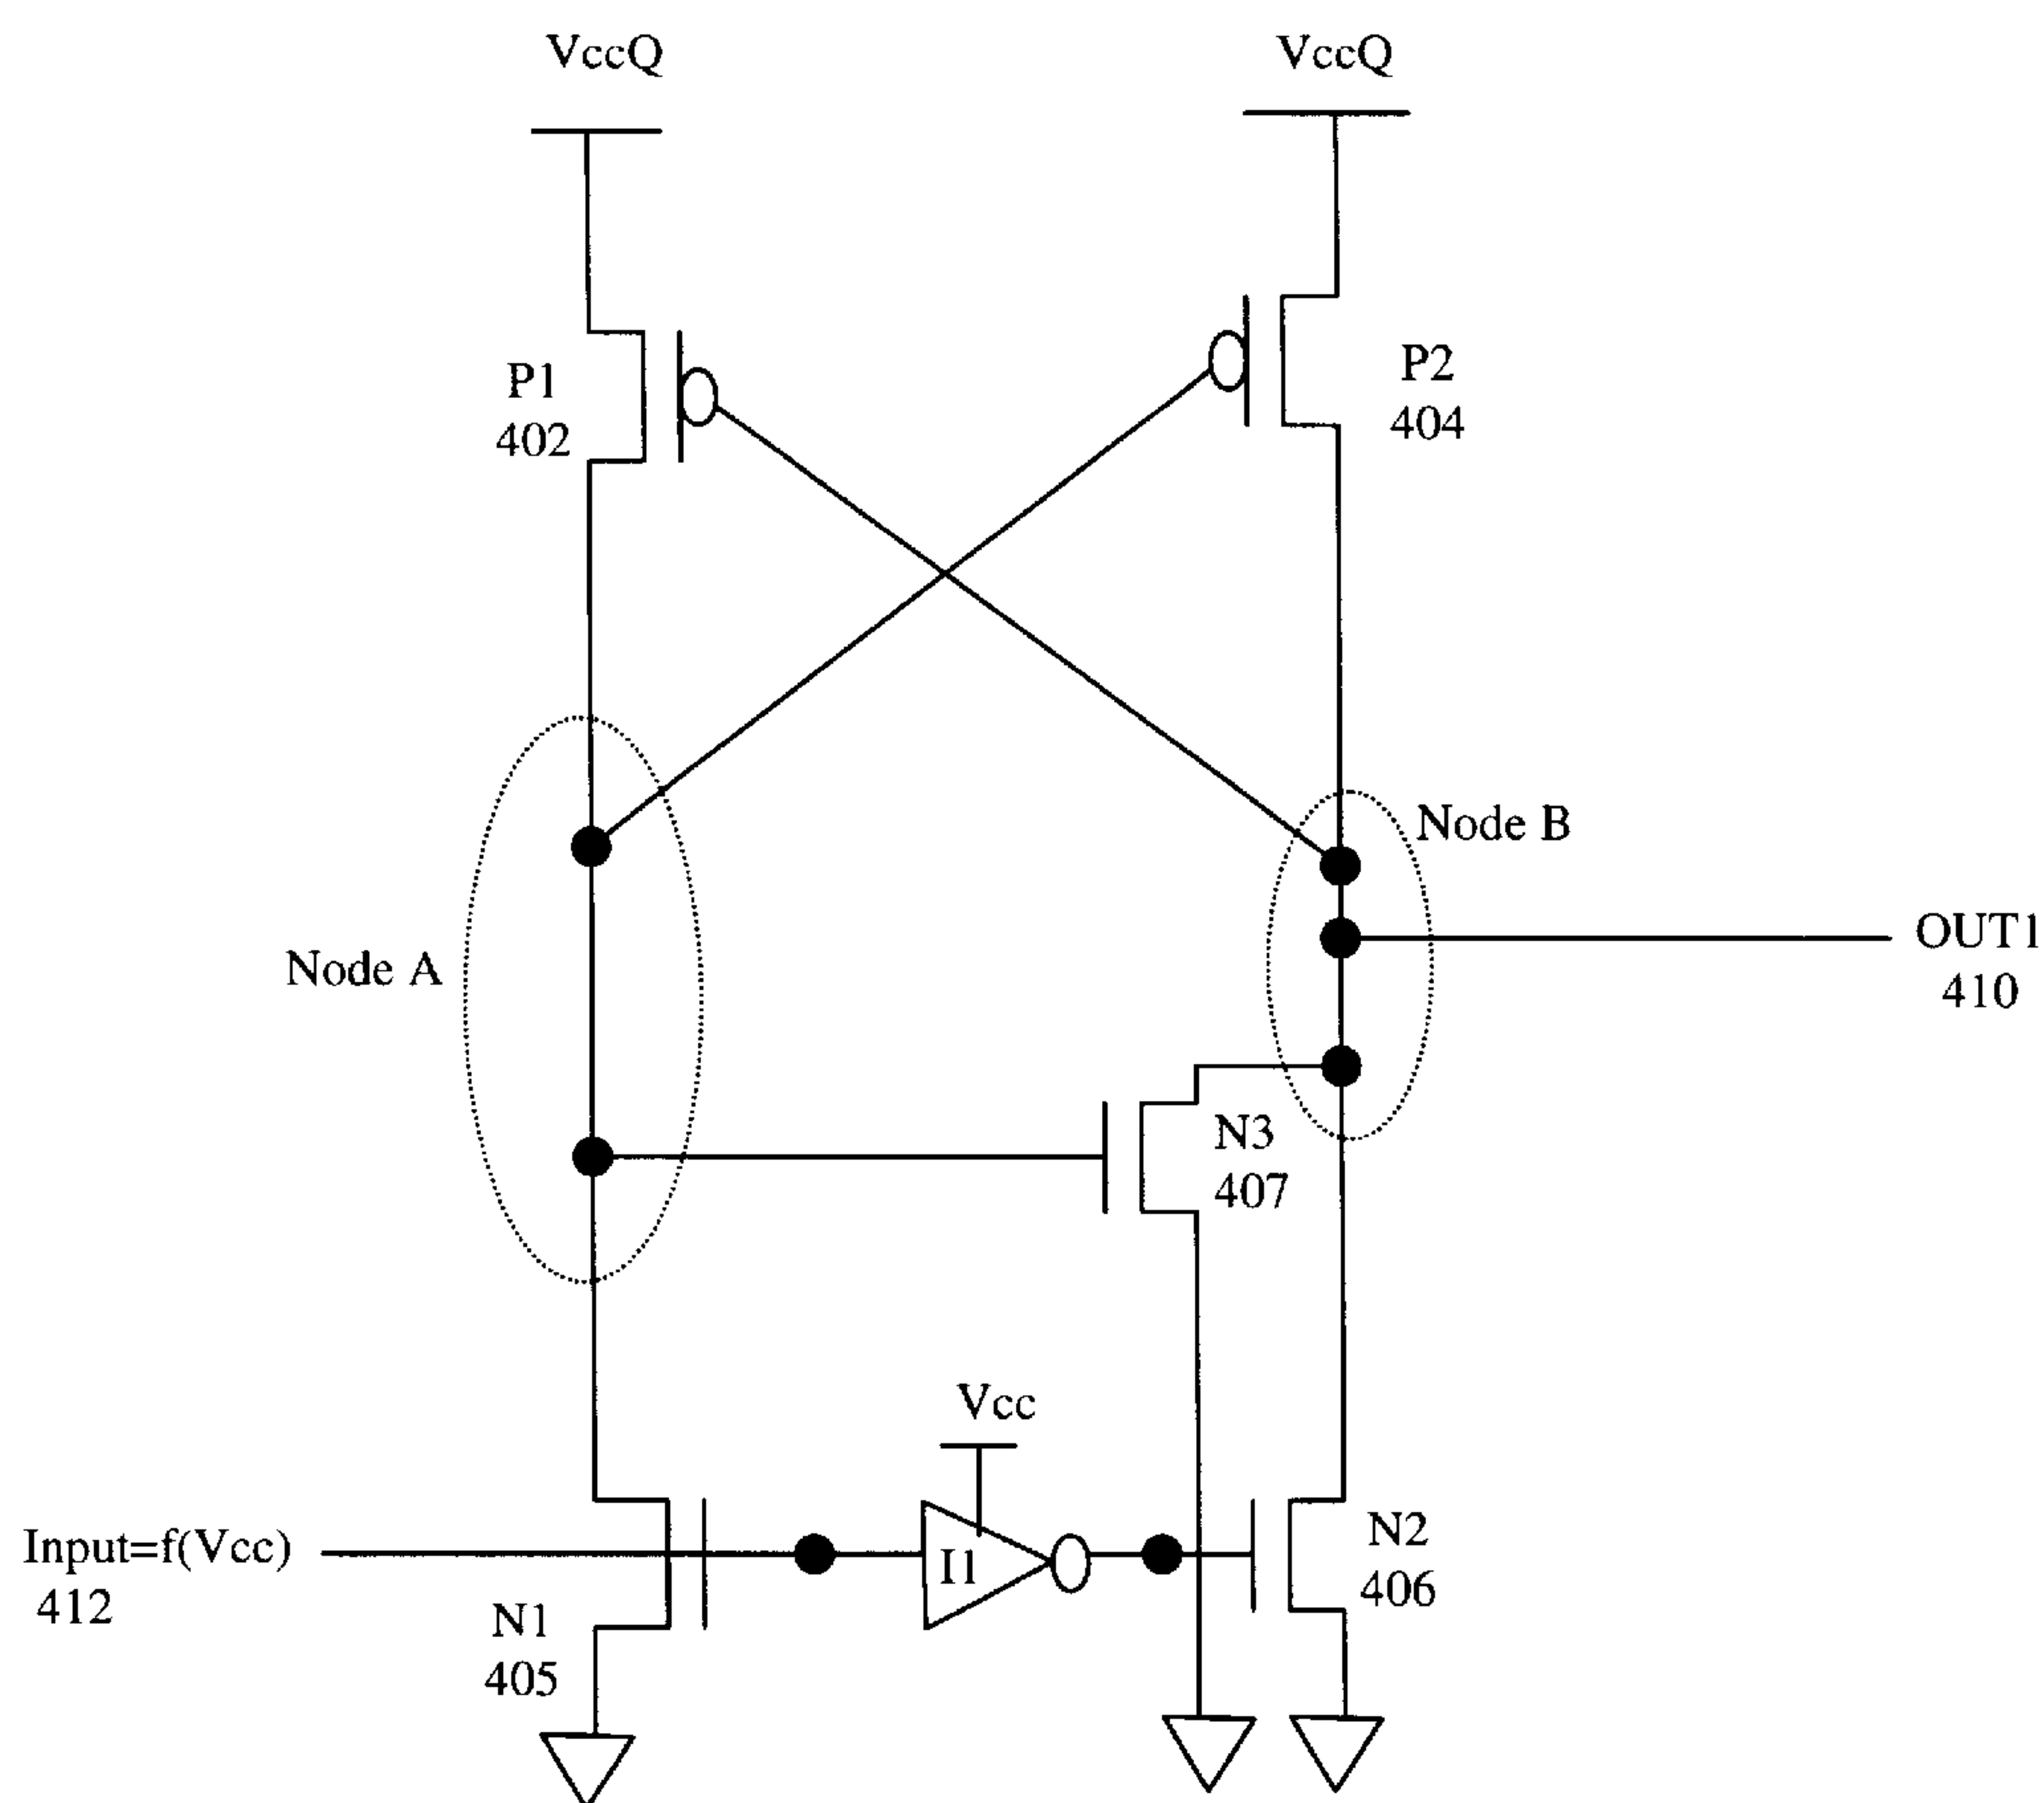 VccQ
VccQ
P1
402
P2
404
Node B
Node A
OUT1
410
N3
407
Vcc
Input=f(Vcc)
412
I1
N2
406
N1
405